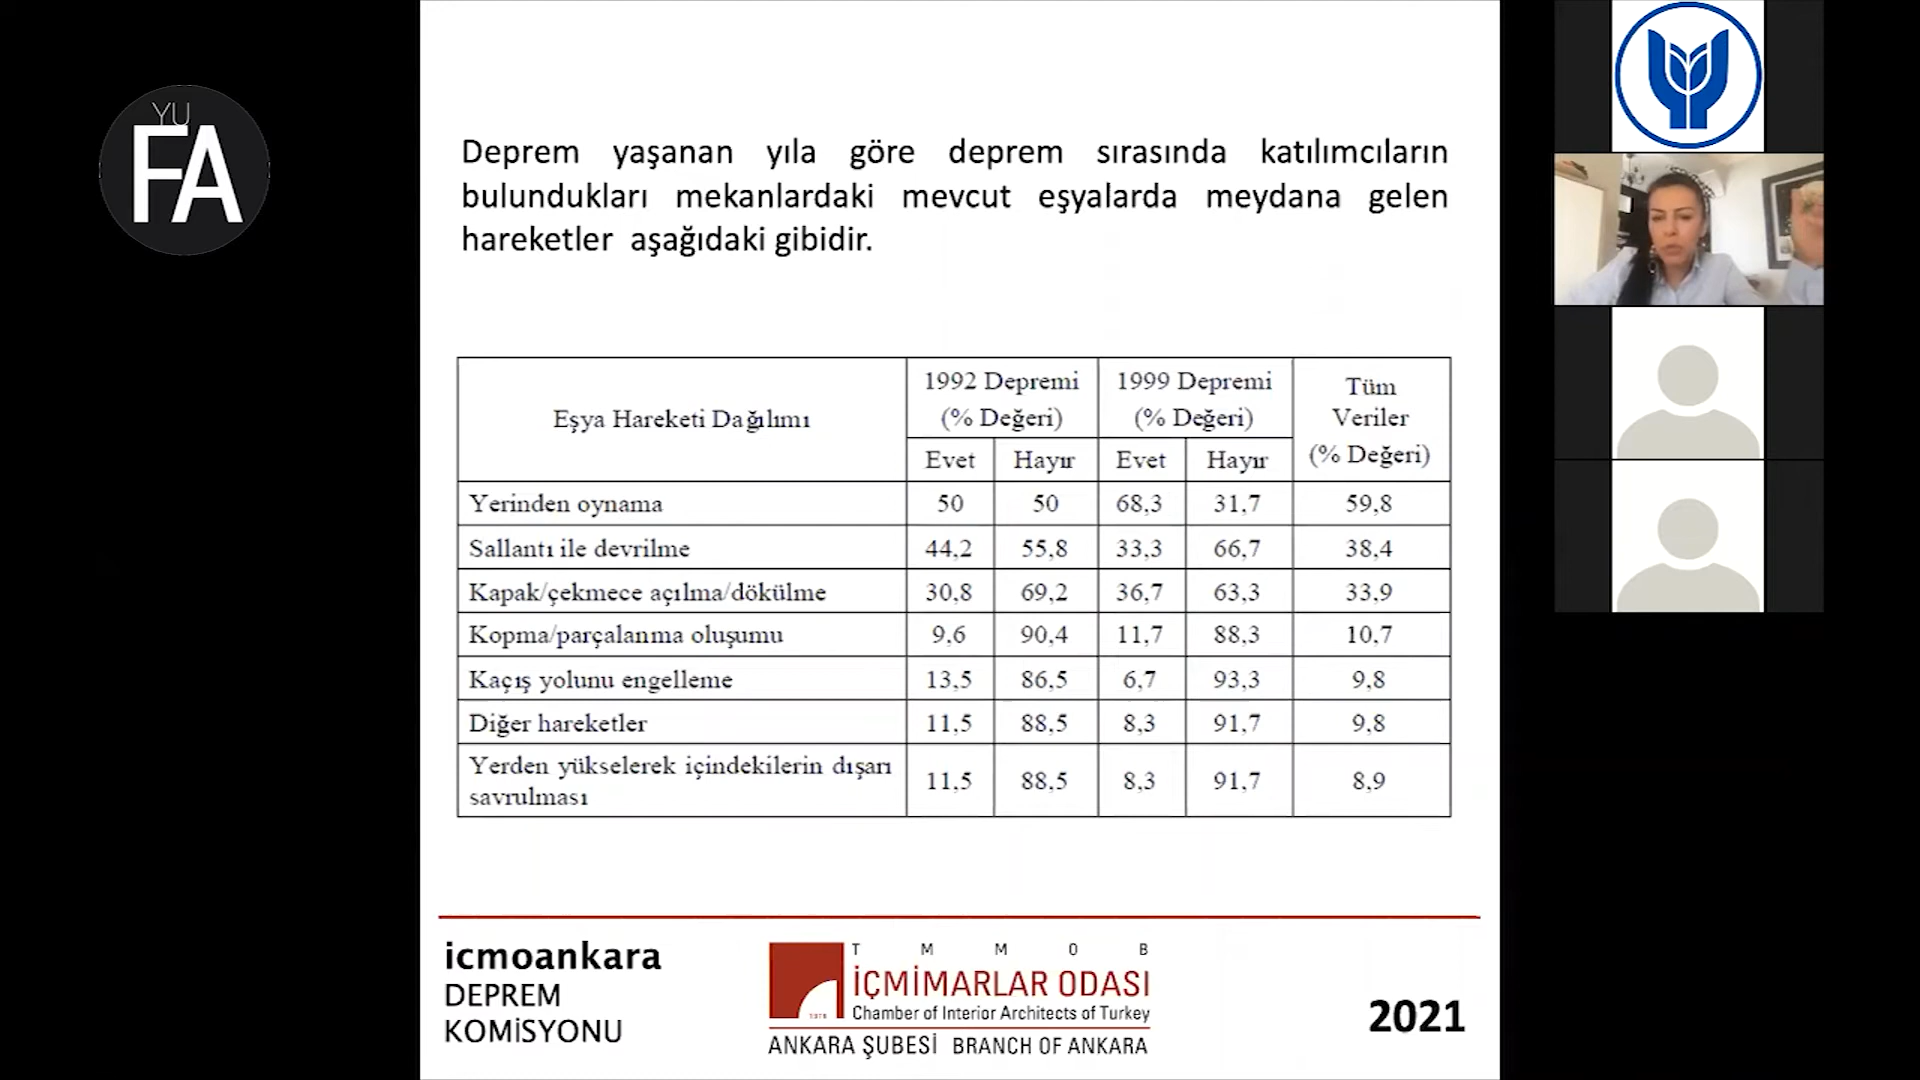 YU
FA
Deprem yaşanan yıla göre deprem sırasında katılımcıların
bulundukları mekanlardaki mevcut eşyalarda meydana gelen
hareketler aşağıdaki gibidir.
Eşya Hareketi Dağılımı
1992 Depremi
(% Değeri)
1999 Depremi
(% Değeri)
Tüm
Veriler
(% Değeri)
Evet Hayır Evet Hayır
Yerinden oynama 50 50 68,3 31,7 59,8
Sallantı ile devrilme 44,2 55,8 33,3 66,7 38,4
Kapak/çekmece açılma/dökülme 30,8 69,2 36,7 63,3 33,9
Kopma/parçalanma oluşumu 9,6 90,4 11,7 88,3 10,7
Kaçış yolunu engelleme 13,5 86,5 6,7 93,3 9,8
Diğer hareketler 11,5 88,5 8,3 91,7 9,8
Yerden yükselerek içindekilerin dışarı
savrulması 11,5 88,5 8,3 91,7 8,9
icmoankara
DEPREM
KOMİSYONU
T M M O B
İÇMİMARLAR ODASI
Chamber of Interior Architects of Turkey
ANKARA ŞUBESİ BRANCH OF ANKARA
2021